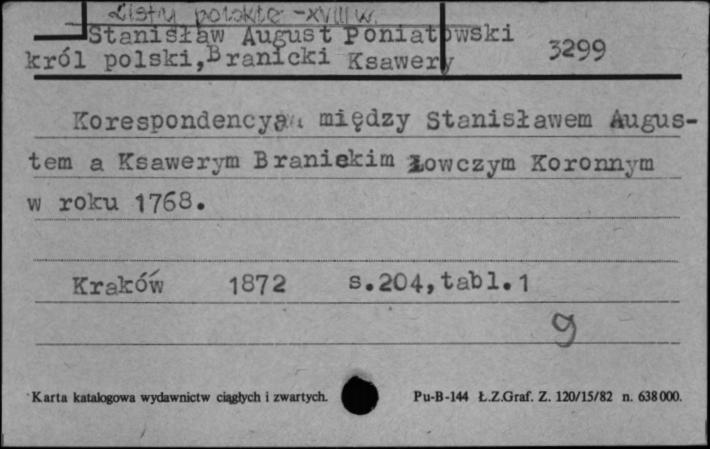 Listy polskie - XVIII w.
Stanisław August Poniatowski
król polski, Branicki Ksawery
3299
Korespondencya między Stanisławem Augus-
tem a Ksawerym Branickim Łowczym Koronnym
w roku 1768.
Kraków 1872 s.204,tabl.1
9
Karta katalogowa wydawnictw ciągłych i zwartych. Pu-B-144 Ł.Z.Graf. Z. 120/15/82 n. 638000.